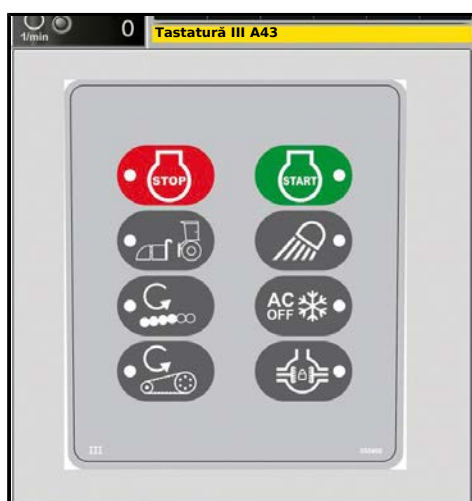 1/min
0
Tastatură III A43
STOP
START
AC
OFF
III